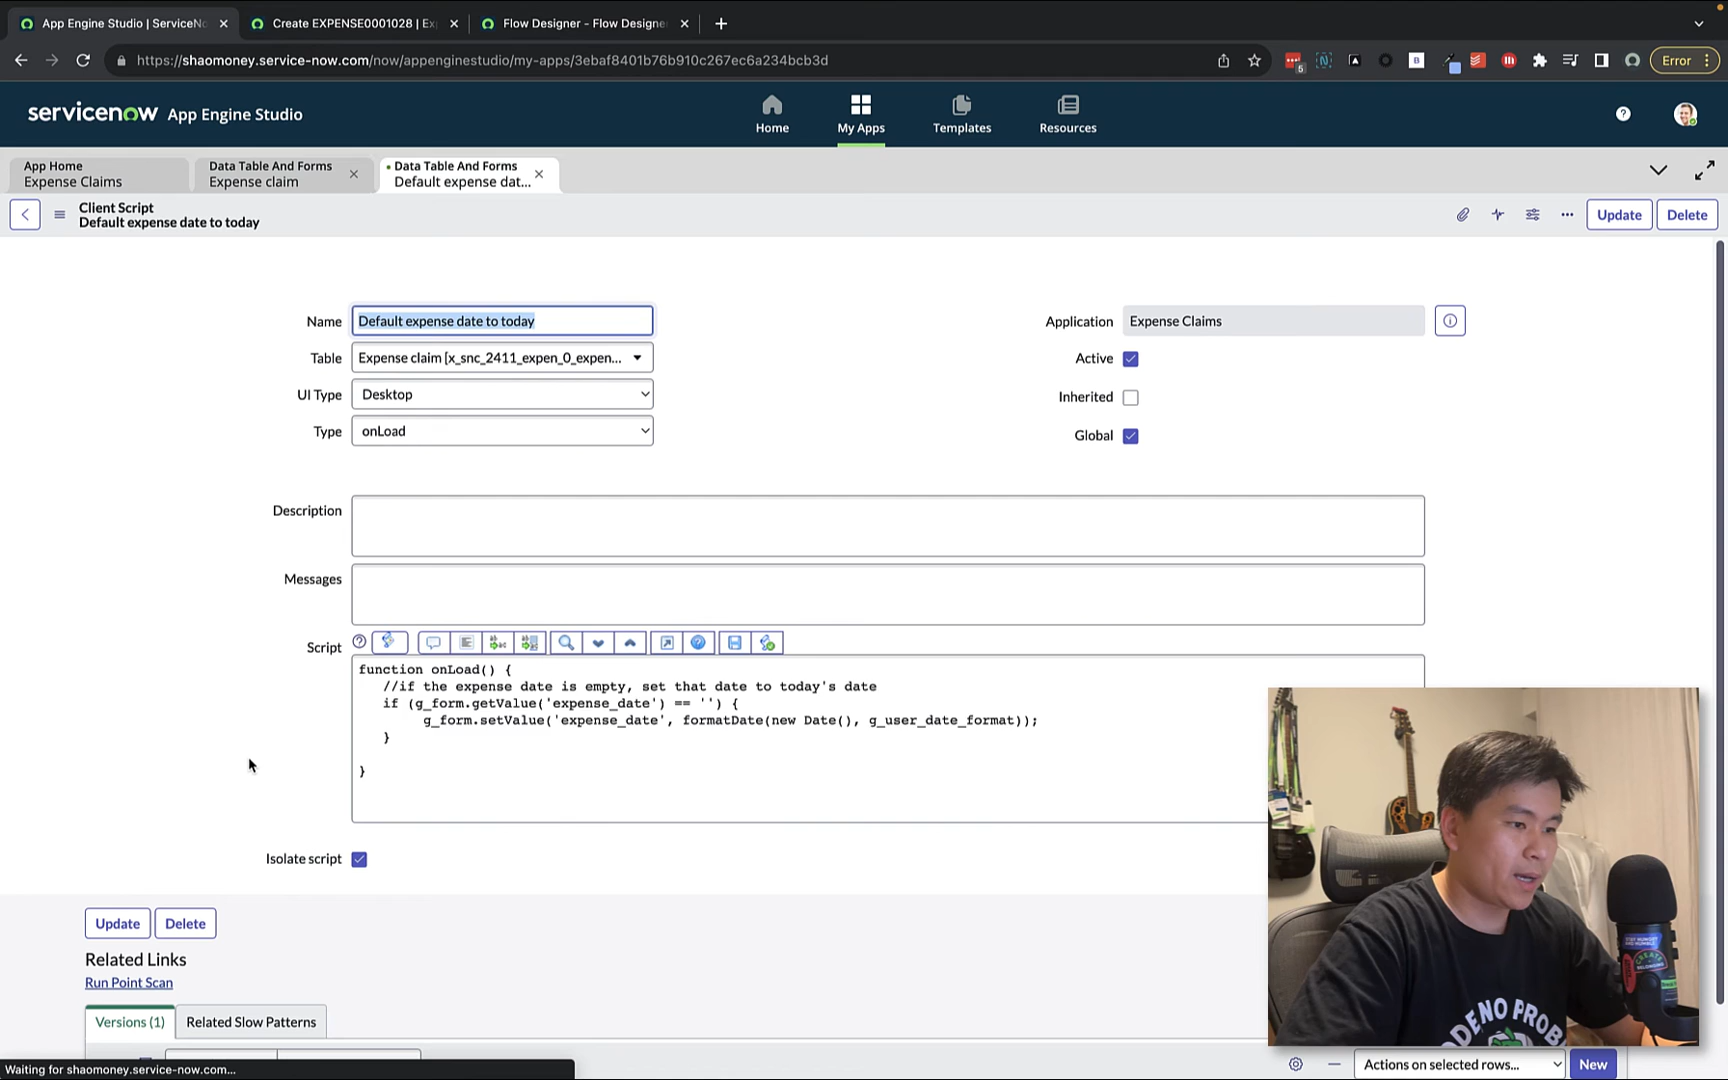 App Engine Studio | ServiceNo
Create EXPENSE0001028 | Ex
Flow Designer - Flow Designe
https://shaomoney.service-now.com/now/appenginestudio/my-apps/3ebaf8401b76b910c267ec6a234bcb3d
5
Error
servicenow App Engine Studio
Home
My Apps
Templates
Resources
App Home
Expense Claims
Data Table And Forms
Expense claim
Data Table And Forms
Default expense dat...
Client Script
Default expense date to today
Update
Delete
Name
Default expense date to today
Application
Expense Claims
Table
Expense claim [x_snc_2411_expen_0_expen...
Active
UI Type
Desktop
Inherited
Type
onLoad
Global
Description
Messages
Script
function onLoad() {
//if the expense date is empty, set that date to today's date
if (g_form.getValue('expense_date') == '') {
g_form.setValue('expense_date', formatDate(new Date(), g_user_date_format));
}
}
Isolate script
Update
Delete
Related Links
Run Point Scan
Versions (1)
Related Slow Patterns
Waiting for shaomoney.service-now.com...
Actions on selected rows...
New
DE NO PROB